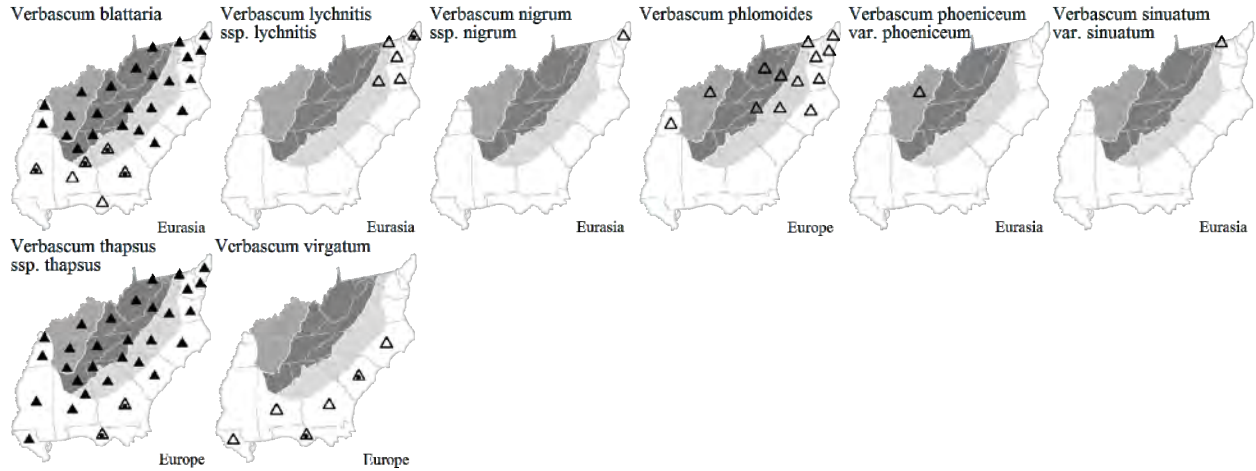 Verbascum blattaria
Eurasia
Verbascum lychnitis
ssp. lychnitis
Eurasia
Verbascum nigrum
ssp. nigrum
Eurasia
Verbascum phlomoides
Europe
Verbascum phoeniceum
var. phoeniceum
Eurasia
Verbascum sinuatum
var. sinuatum
Eurasia
Verbascum thapsus
ssp. thapsus
Europe
Verbascum virgatum
Europe